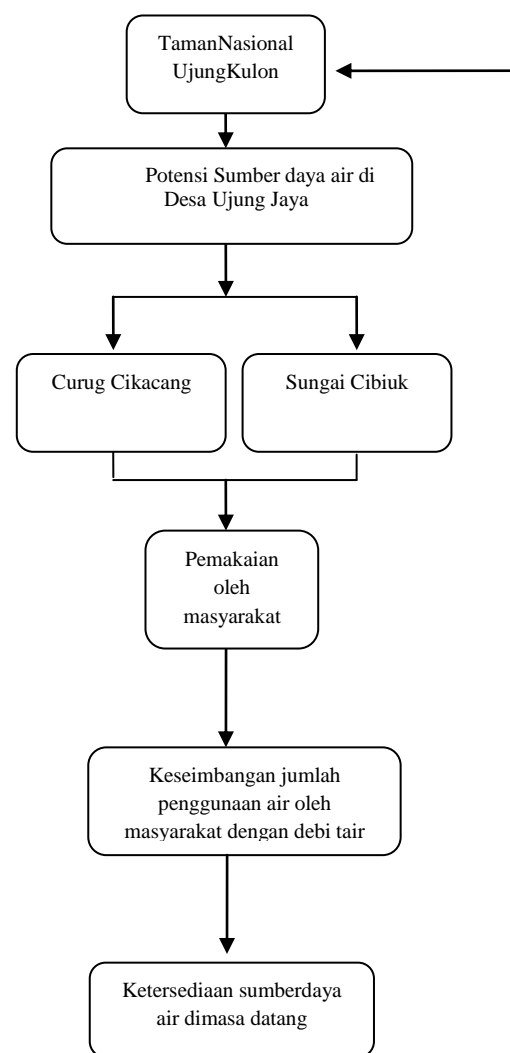 TamanNasional
UjungKulon
Potensi Sumber daya air di
Desa Ujung Jaya
Curug Cikacang
Sungai Cibiuk
Pemakaian
oleh
masyarakat
Keseimbangan jumlah
penggunaan air oleh
masyarakat dengan debi tair
Ketersediaan sumberdaya
air dimasa datang